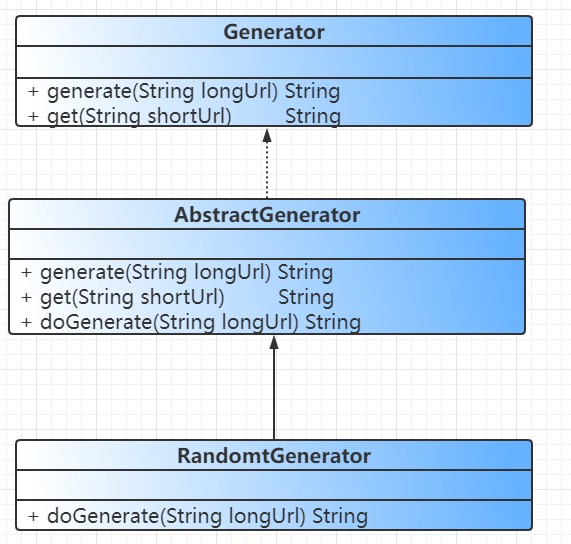 Generator
+ generate(String longUrl) String
+ get(String shortUrl) String
AbstractGenerator
+ generate(String longUrl) String
+ get(String shortUrl) String
+ doGenerate(String longUrl) String
RandomtGenerator
+ doGenerate(String longUrl) String